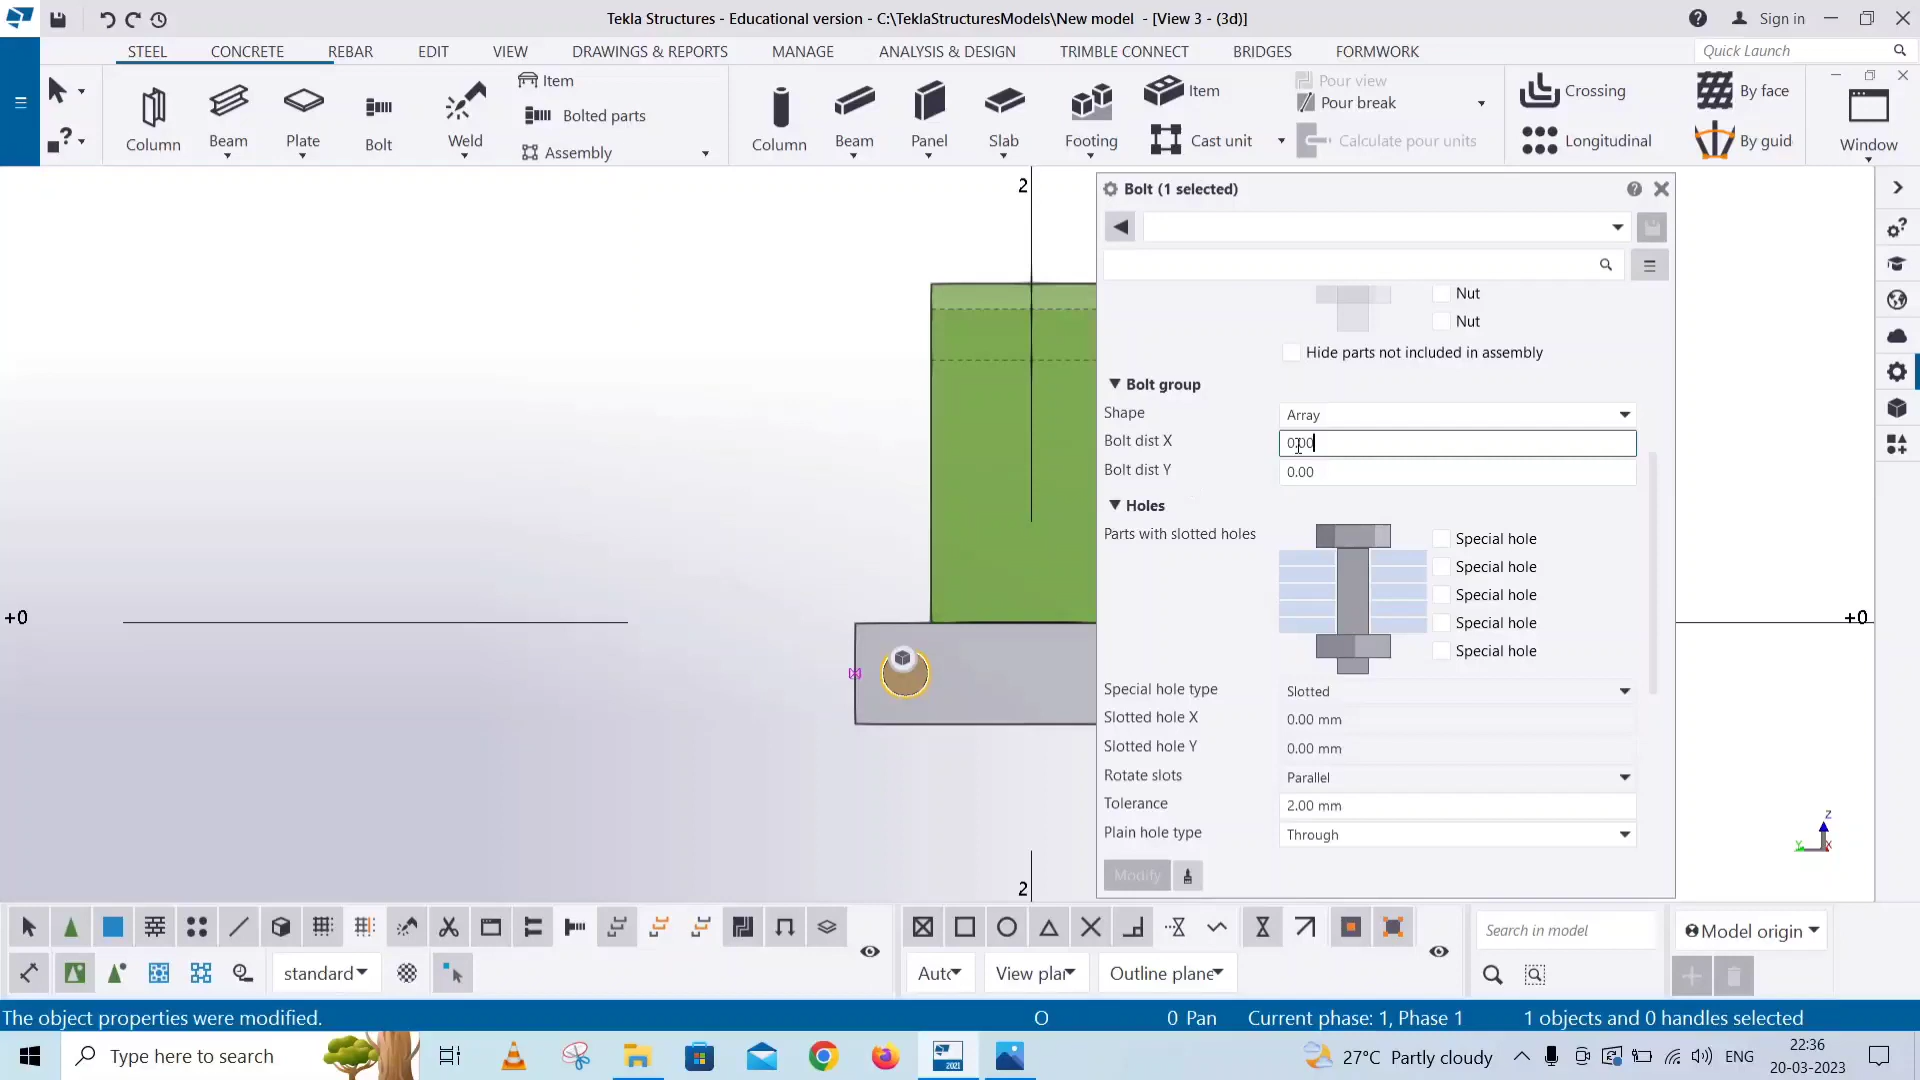 Tekla Structures - Educational version - C:\TeklaStructuresModels\New model - [View 3 - (3d)]
Sign in
STEEL CONCRETE REBAR EDIT VIEW DRAWINGS & REPORTS MANAGE ANALYSIS & DESIGN TRIMBLE CONNECT BRIDGES FORMWORK
Quick Launch
Column
Beam
Plate
Bolt
Weld
Item
Bolted parts
Assembly
Column
Beam
Panel
Slab
Footing
Item
Cast unit
Pour view
Pour break
Calculate pour units
Crossing
Longitudinal
By face
By guid
Window
2
Bolt (1 selected)
Nut
Nut
Hide parts not included in assembly
Bolt group
Shape Array
Bolt dist X 0.00
Bolt dist Y 0.00
Holes
Parts with slotted holes
Special hole
Special hole
Special hole
Special hole
Special hole
Special hole type Slotted
Slotted hole X 0.00 mm
Slotted hole Y 0.00 mm
Rotate slots Parallel
Tolerance 2.00 mm
Plain hole type Through
Modify
+0
+0
2
Z
Y
X
Search in model
Model origin
standard
Auto
View pla
Outline plane
The object properties were modified.
O
0 Pan
Current phase: 1, Phase 1
1 objects and 0 handles selected
Type here to search
2021
27°C Partly cloudy
ENG
22:36
20-03-2023